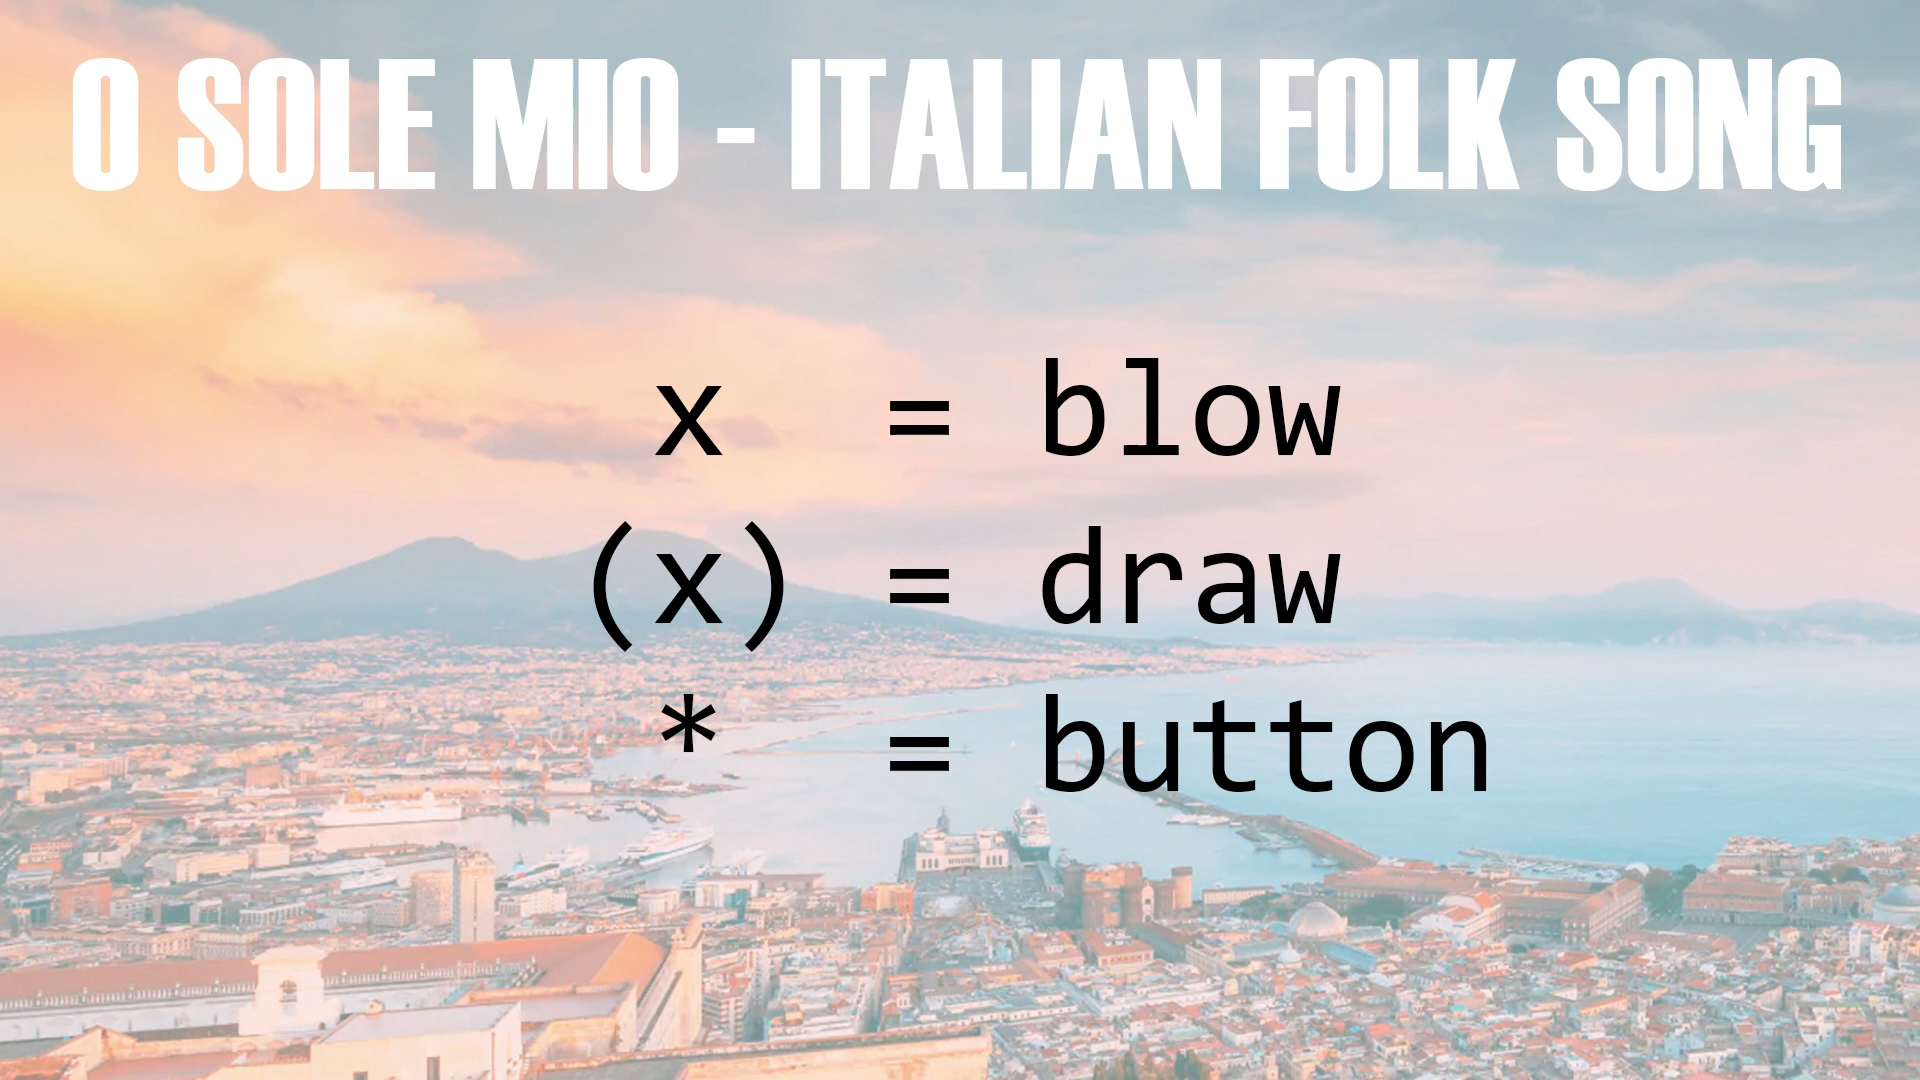 O SOLE MIO - ITALIAN FOLK SONG
x = blow
(x) = draw
* = button